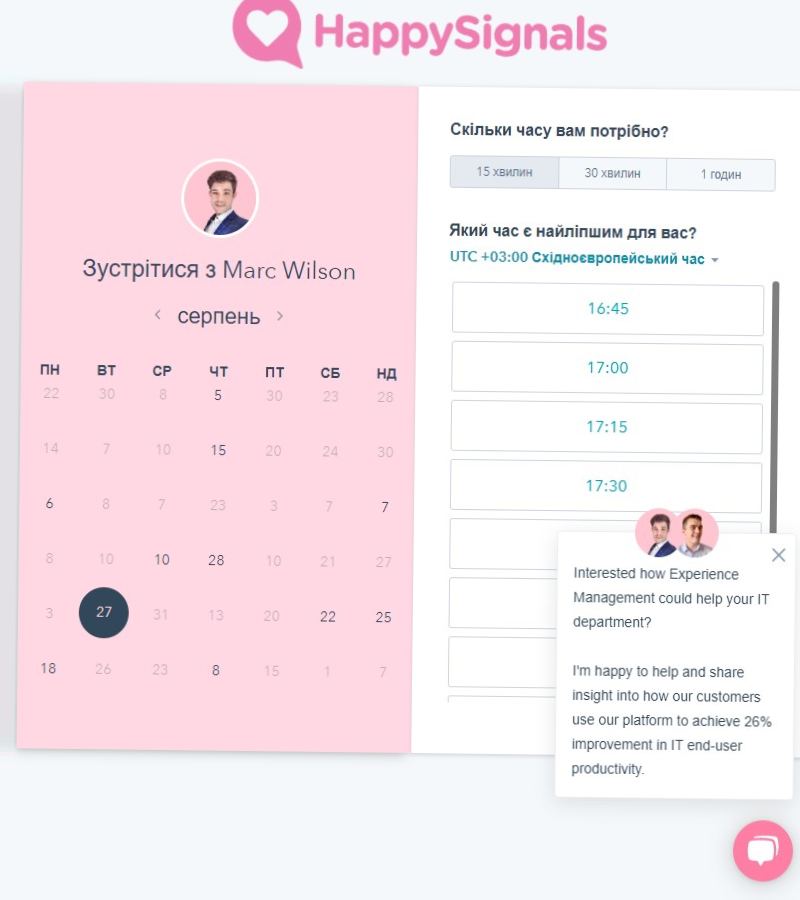 HappySignals
Зустрітися з Marc Wilson
серпень
ПН ВТ СР ЧТ ПТ СБ НД
22 30 8 5 30 23 28
14 7 10 15 20 24 30
6 8 7 23 3 7 7
8 10 10 28 10 21 27
3 27 31 13 20 22 25
18 26 23 8 15 1 7
Скільки часу вам потрібно?
15 хвилин 30 хвилин 1 годин
Який час є найліпшим для вас?
UTC +03:00 Східноєвропейський час
16:45
17:00
17:15
17:30
Interested how Experience
Management could help your IT
department?
I'm happy to help and share
insight into how our customers
use our platform to achieve 26%
improvement in IT end-user
productivity.